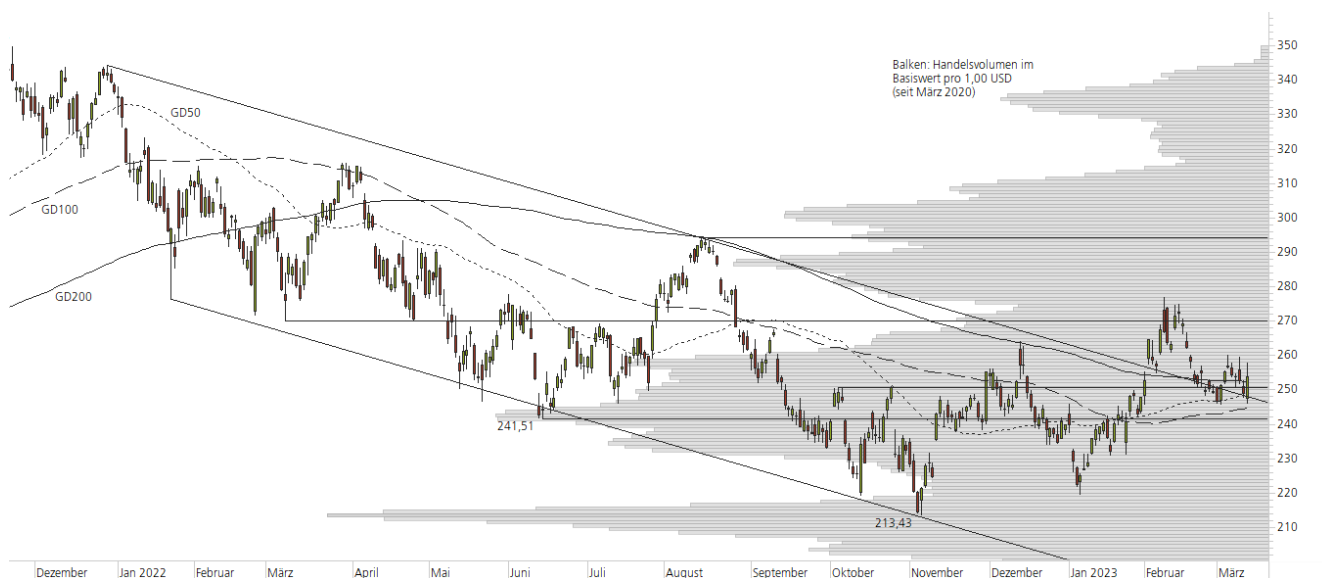 Balken: Handelsvolumen im
Basiswert pro 1,00 USD
(seit März 2020)
GD50
GD100
GD200
241,51
213,43
350
340
330
320
310
300
290
280
270
260
250
240
230
220
210
Dezember
Jan 2022
Februar
März
April
Mai
Juni
Juli
August
September
Oktober
November
Dezember
Jan 2023
Februar
März